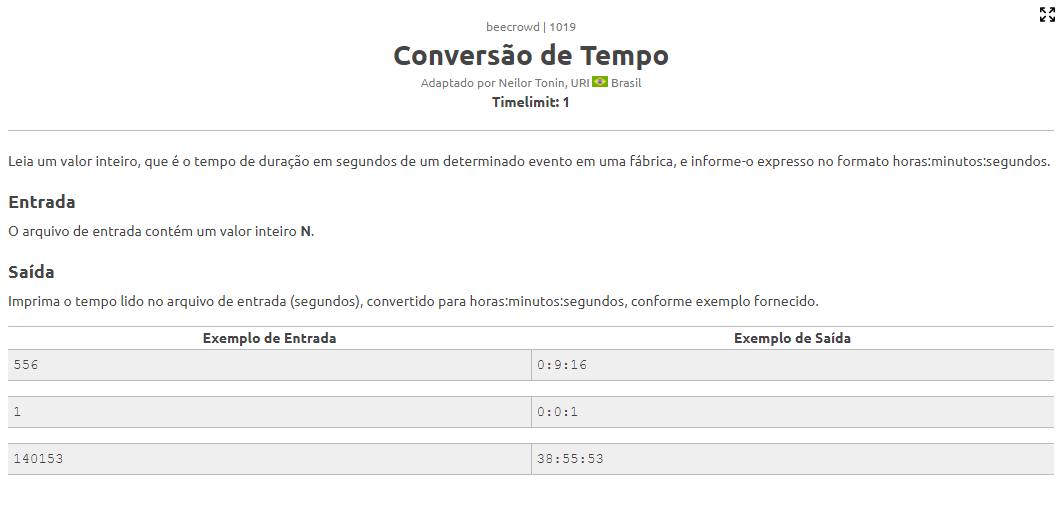 beecrowd | 1019
Conversão de Tempo
Adaptado por Neilor Tonin, URI Brasil
Timelimit: 1
Leia um valor inteiro, que é o tempo de duração em segundos de um determinado evento em uma fábrica, e informe-o expresso no formato horas:minutos:segundos.
Entrada
O arquivo de entrada contém um valor inteiro N.
Saída
Imprima o tempo lido no arquivo de entrada (segundos), convertido para horas:minutos:segundos, conforme exemplo fornecido.
Exemplo de Entrada Exemplo de Saída
556 0:9:16
1 0:0:1
140153 38:55:53